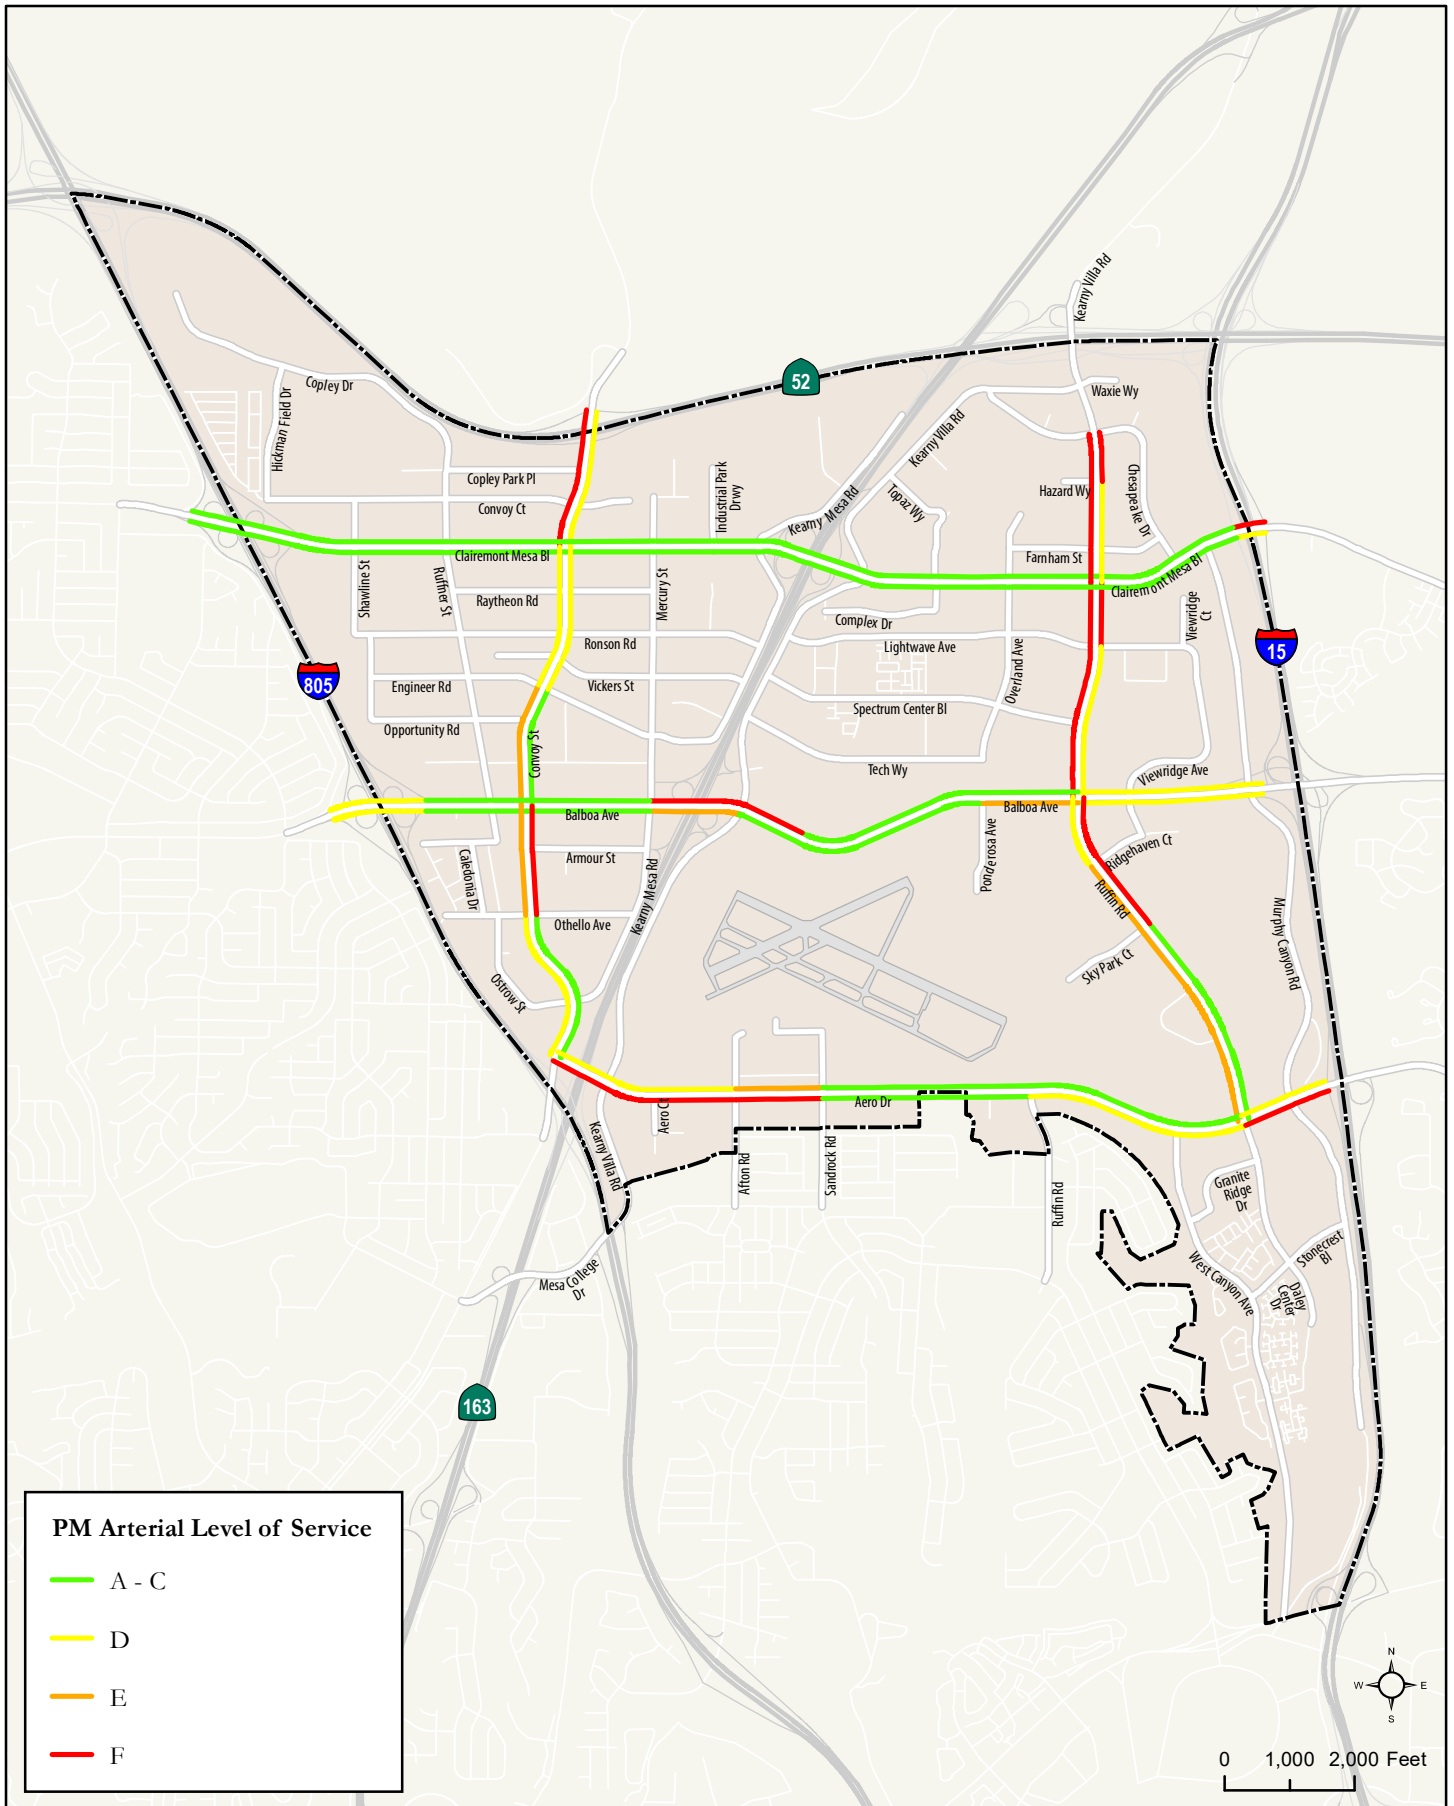 Kearny Villa Rd
52
Waxie Wy
Copley Dr
Hickman Field Dr
Kearny Villa Rd
Copley Park Pl
Industrial Park
Drwy
Hazard Wy
Chesapeake Dr
Topaz Wy
Kearny Mesa Rd
Convoy Ct
Clairemont Mesa Bl
Farnham St
Clairemont Mesa Bl
Shawline St
Ruffner St
Mercury St
Raytheon Rd
Complex Dr
Viewridge
Ct
Ronson Rd
Lightwave Ave
15
805
Engineer Rd
Vickers St
Overland Ave
Spectrum Center Bl
Opportunity Rd
Convoy St
Tech Wy
Viewridge Ave
Balboa Ave
Balboa Ave
Armour St
Ponderosa Ave
Ridgehaven Ct
Caledonia Dr
Kearny Mesa Rd
Ruffin Rd
Othello Ave
Murphy Canyon Rd
Sky Park Ct
Ostrow St
Aero Dr
Aero Ct
Kearny Villa Rd
Afton Rd
Sandrock Rd
Ruffin Rd
Granite
Ridge
Dr
Stonecrest
Bl
West Canyon Ave
Daley
Center
Dr
Mesa College
Dr
163
PM Arterial Level of Service
A - C
D
E
F
N
W
E
S
0 1,000 2,000 Feet